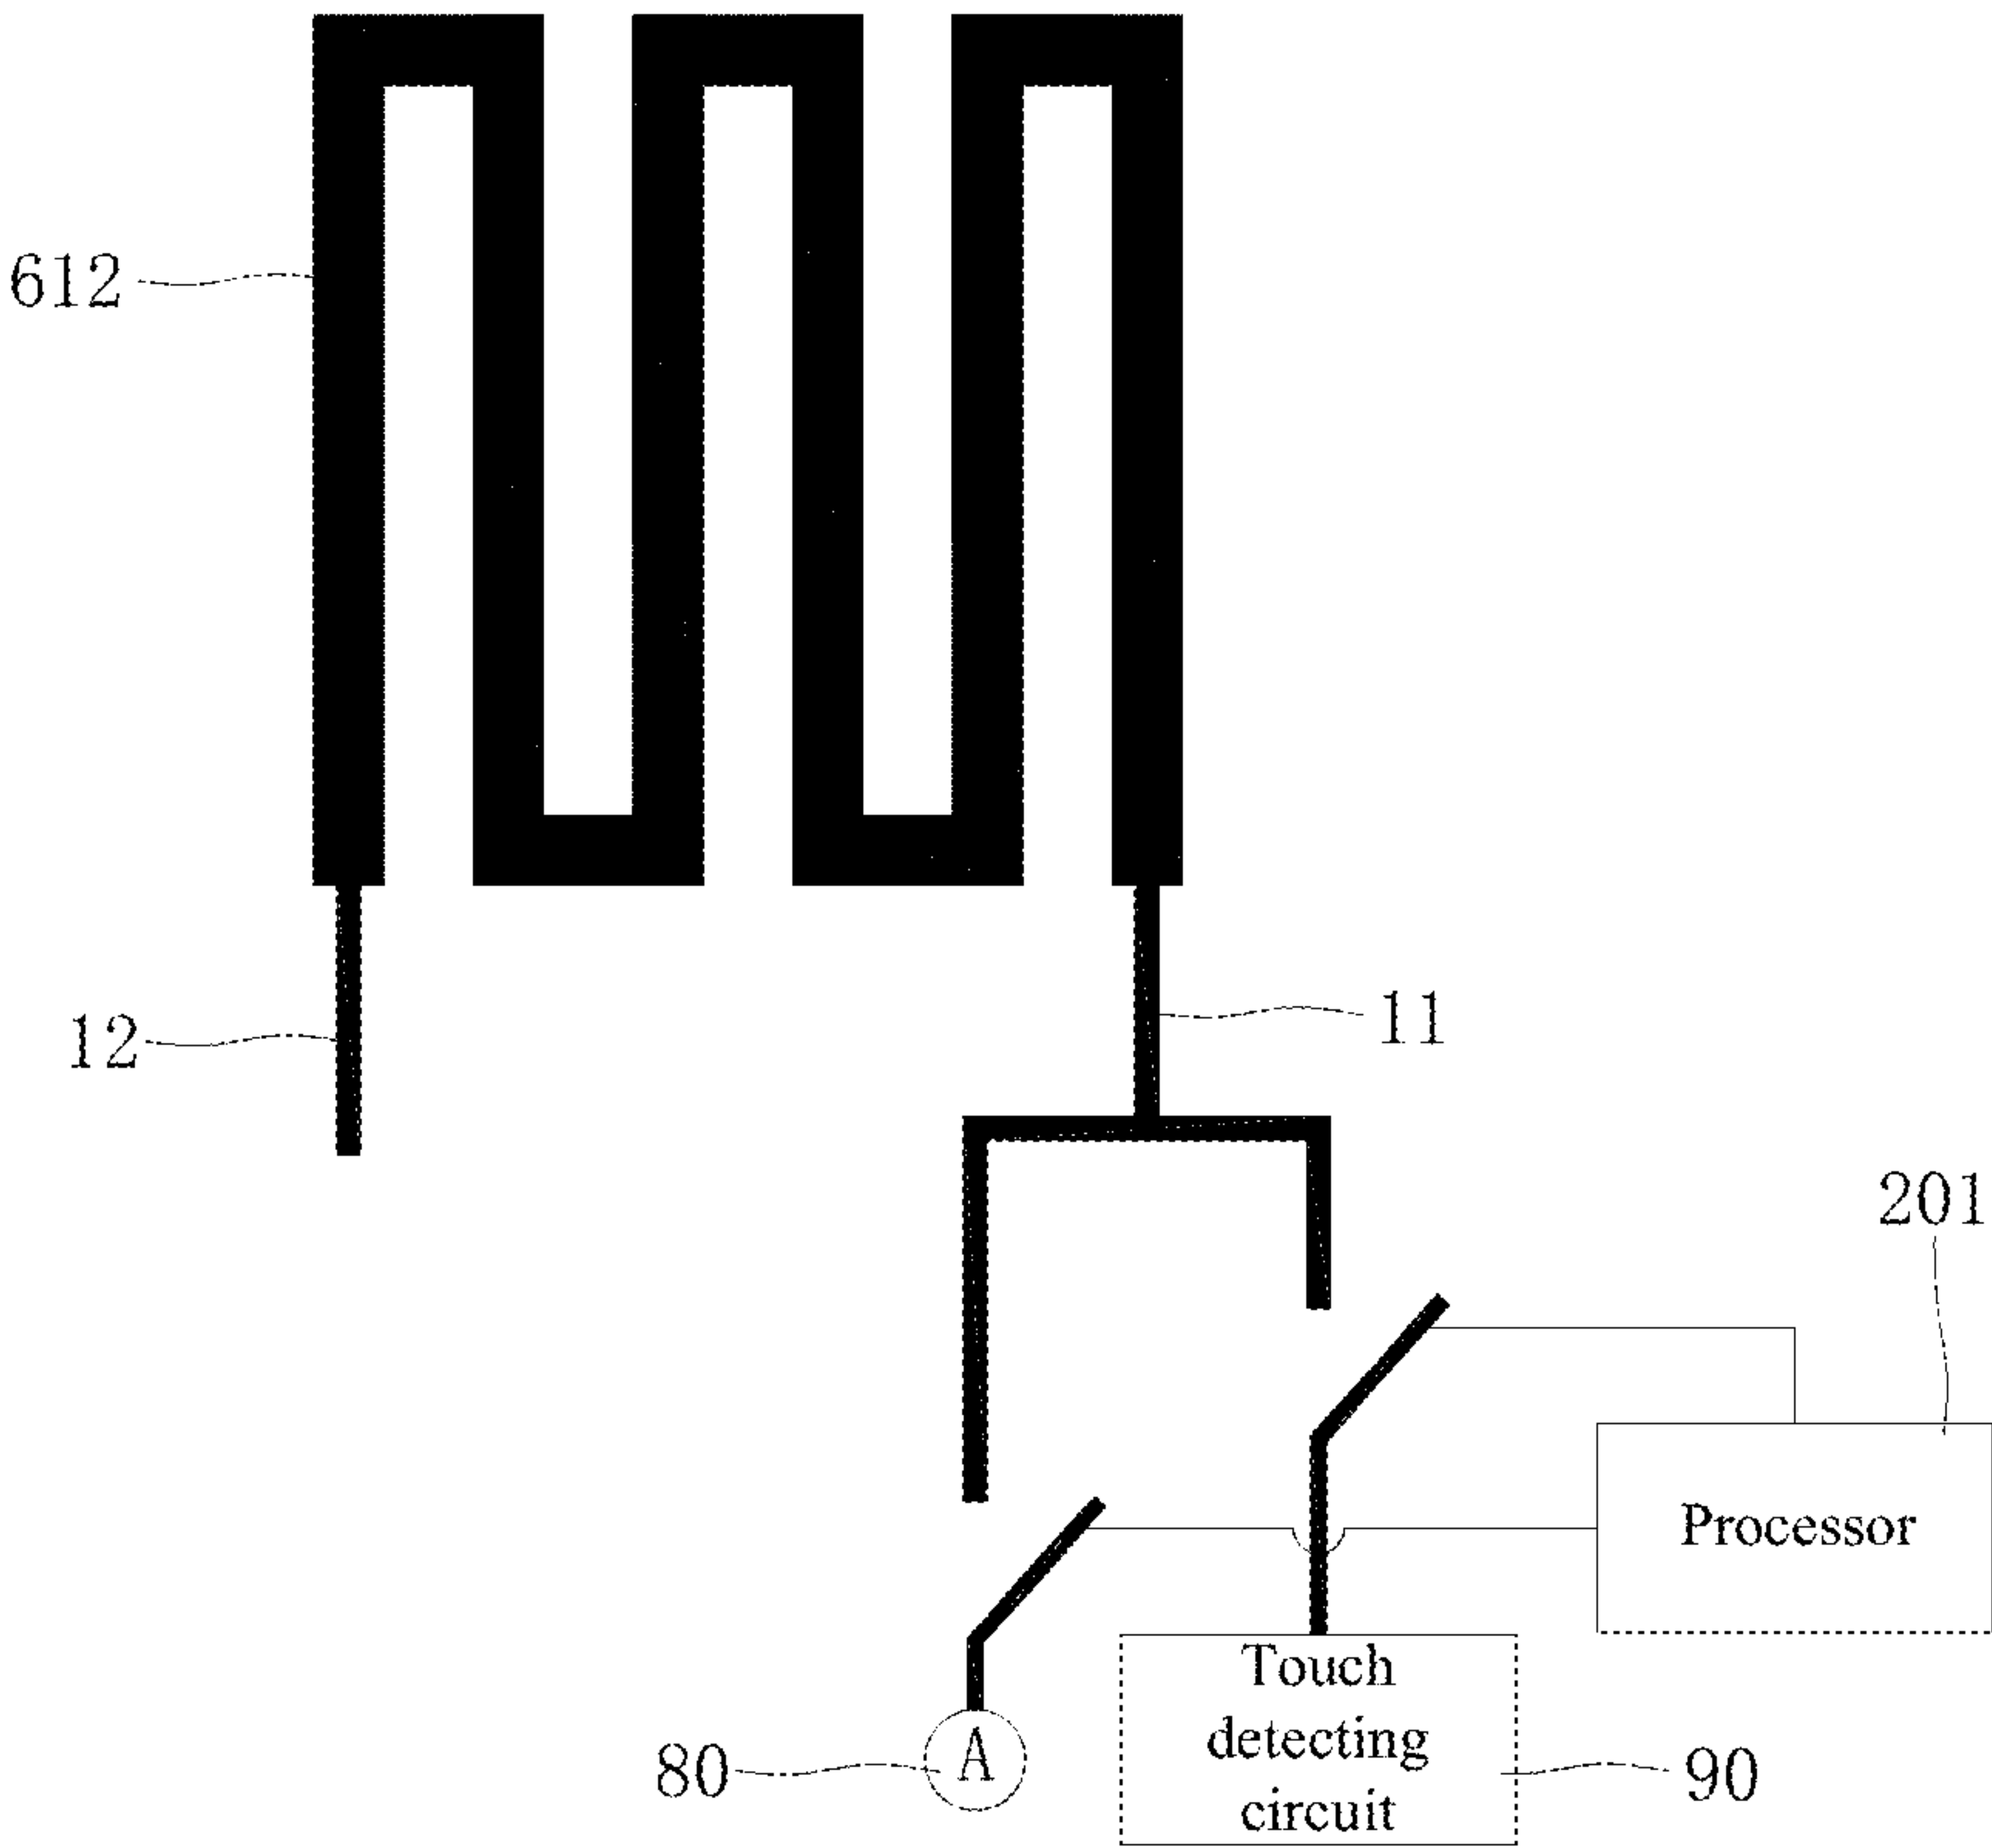 612
12
11
201
Processor
Touch
detecting
circuit
80
A
90